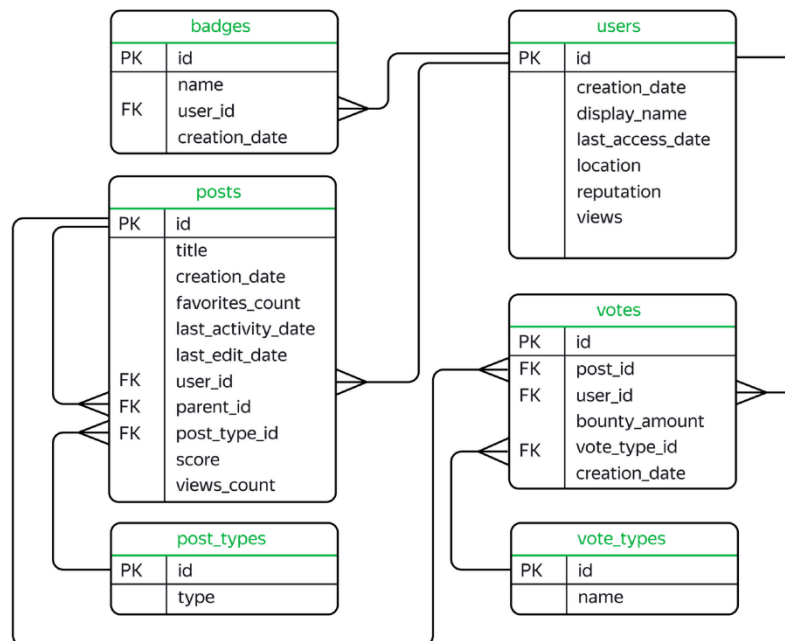 badges
PK id
name
FK user_id
creation_date
users
PK id
creation_date
display_name
last_access_date
location
reputation
views
posts
PK id
title
creation_date
favorites_count
last_activity_date
last_edit_date
FK user_id
FK parent_id
FK post_type_id
score
views_count
votes
PK id
FK post_id
FK user_id
bounty_amount
FK vote_type_id
creation_date
post_types
PK id
type
vote_types
PK id
name